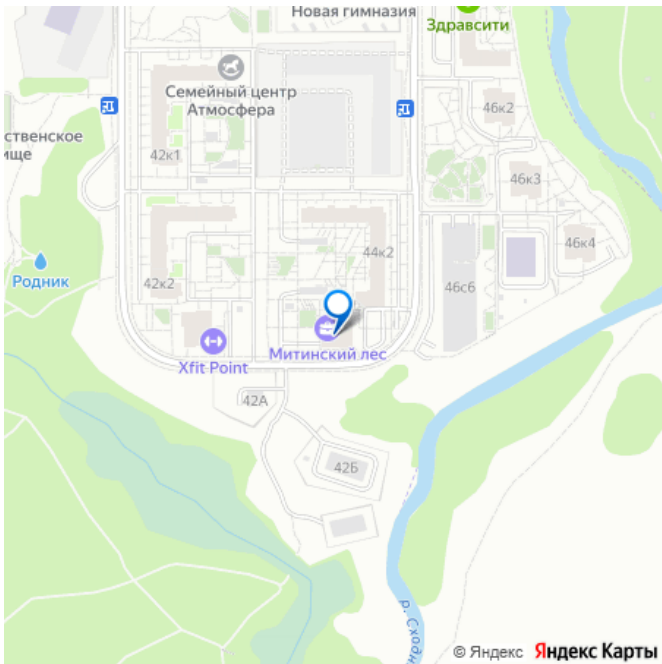 Новая гимназия
Здравсити
Семейный центр
Атмосфера
46к2
ственское
ище
42к1
46к3
44к2
46к4
Родник
42к2
46с6
Митинский лес
Xfit Point
42А
42Б
р. Сходн
© Яндекс Яндекс Карты